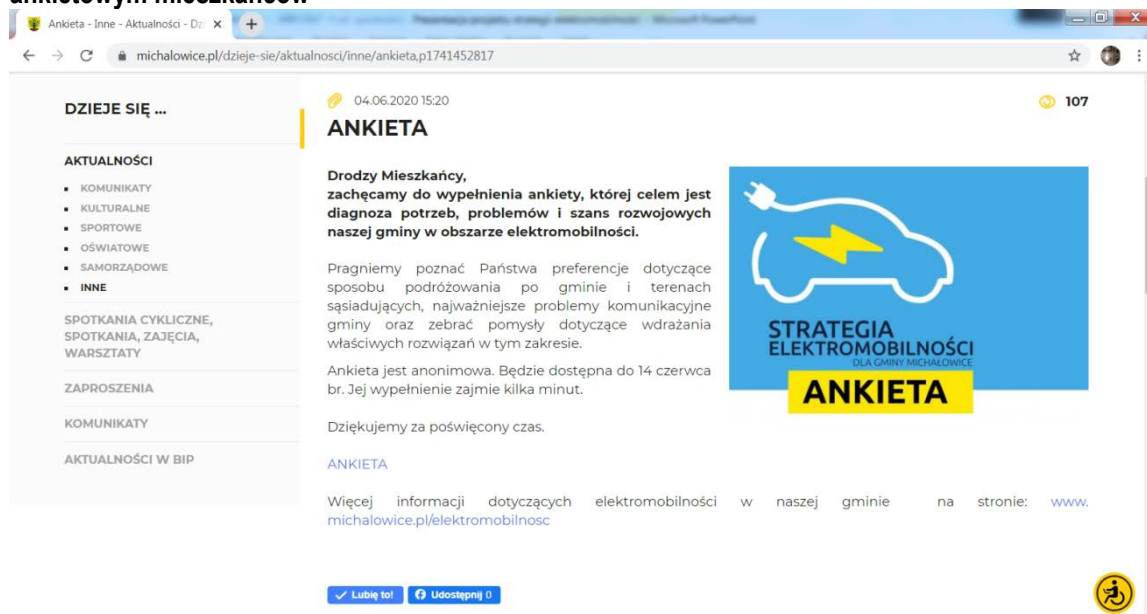 ankietowym mieszkańców
Ankieta - Inne - Aktualności - Dzi
michalowice.pl/dzieje-sie/aktualnosci/inne/ankieta,p1741452817
DZIEJE SIĘ ...
AKTUALNOŚCI
KOMUNIKATY
KULTURALNE
SPORTOWE
OŚWIATOWE
SAMORZĄDOWE
INNE
SPOTKANIA CYKLICZNE,
SPOTKANIA, ZAJĘCIA,
WARSZTATY
ZAPROSZENIA
KOMUNIKATY
AKTUALNOŚCI W BIP
04.06.2020 15:20
107
ANKIETA
Drodzy Mieszkańcy,
zachęcamy do wypełnienia ankiety, której celem jest
diagnoza potrzeb, problemów i szans rozwojowych
naszej gminy w obszarze elektromobilności.
Pragniemy poznać Państwa preferencje dotyczące
sposobu podróżowania po gminie i terenach
sąsiadujących, najważniejsze problemy komunikacyjne
gminy oraz zebrać pomysły dotyczące wdrażania
właściwych rozwiązań w tym zakresie.
Ankieta jest anonimowa. Będzie dostępna do 14 czerwca
br. Jej wypełnienie zajmie kilka minut.
Dziękujemy za poświęcony czas.
ANKIETA
Więcej informacji dotyczących elektromobilności w naszej gminie na stronie: www.
michalowice.pl/elektromobilnosc
STRATEGIA
ELEKTROMOBILNOŚCI
DLA GMINY MICHAŁOWICE
ANKIETA
Lubię to!
Udostępnij 0